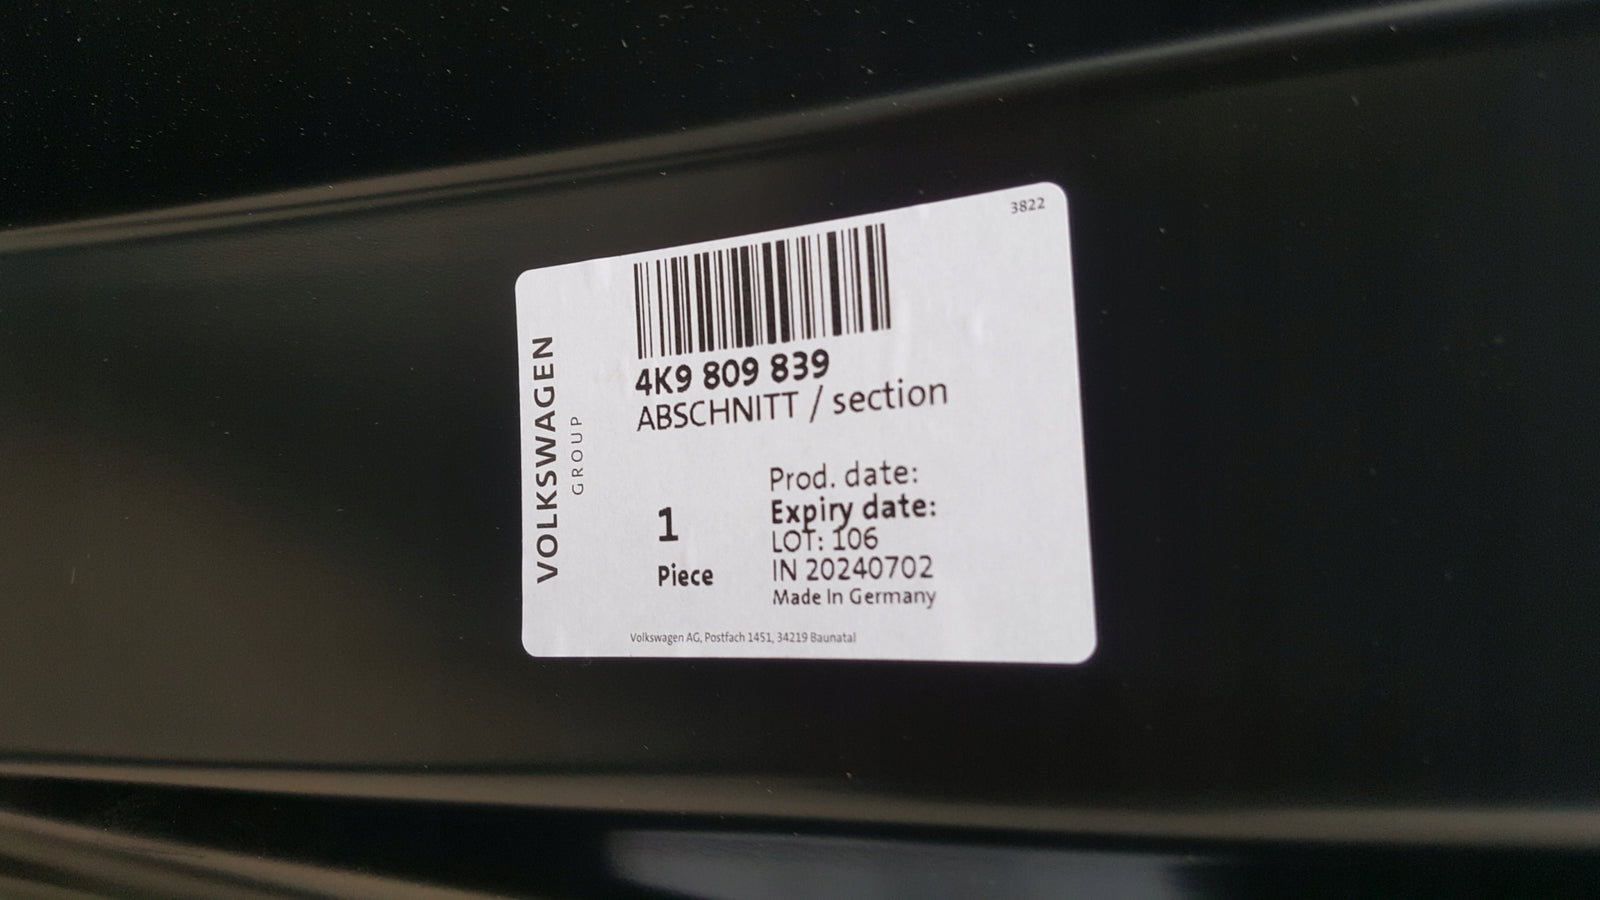 3822
VOLKSWAGEN
GROUP
4K9 809 839
ABSCHNITT / section
1
Piece
Prod. date:
Expiry date:
LOT: 106
IN 20240702
Made In Germany
Volkswagen AG, Postfach 1451, 34219 Baunatal